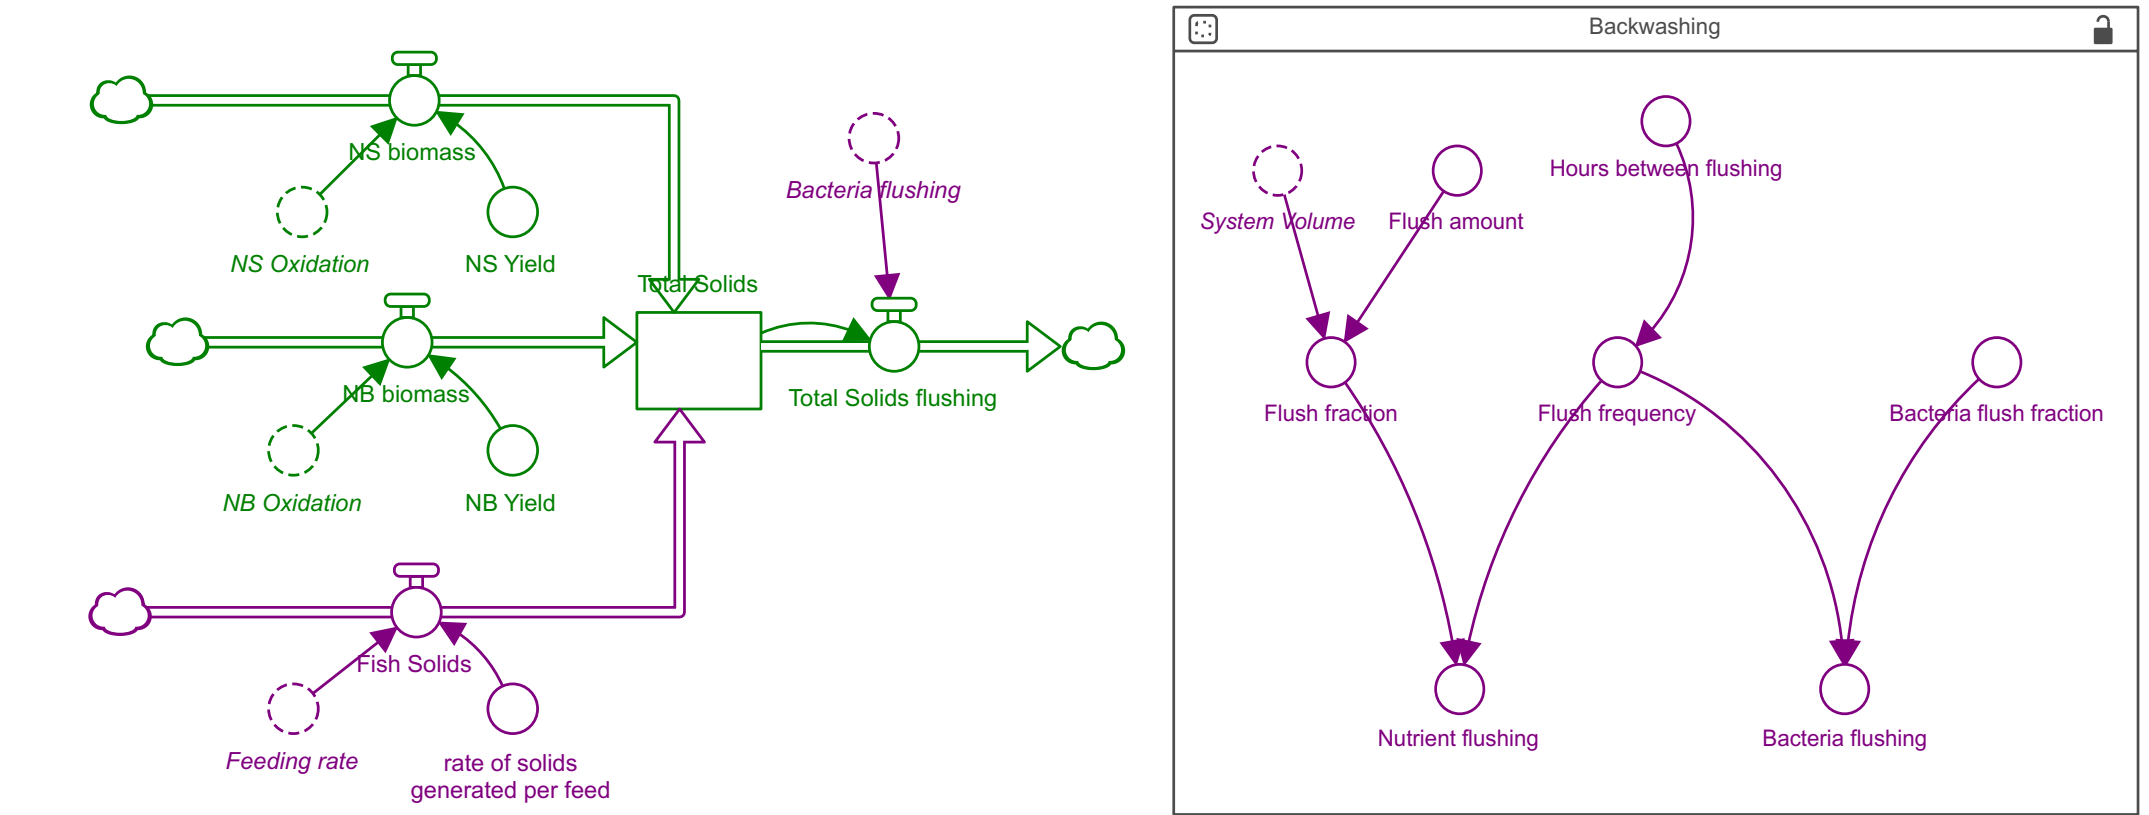 NS biomass
NS Oxidation
NS Yield
Bacteria flushing
Total Solids
NB biomass
Total Solids flushing
NB Oxidation
NB Yield
Fish Solids
Feeding rate
rate of solids
generated per feed
Backwashing
Hours between flushing
System Volume
Flush amount
Flush fraction
Flush frequency
Bacteria flush fraction
Nutrient flushing
Bacteria flushing